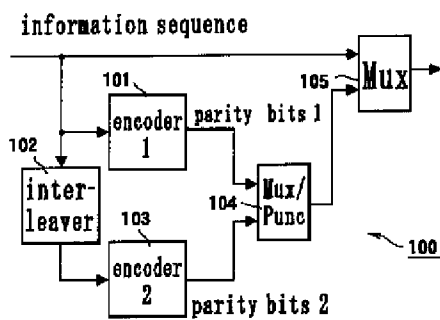 information sequence
105
Mux
101
encoder
1
parity bits 1
102
inter-
leaver
104
Mux/
Punc
103
encoder
2
parity bits 2
100